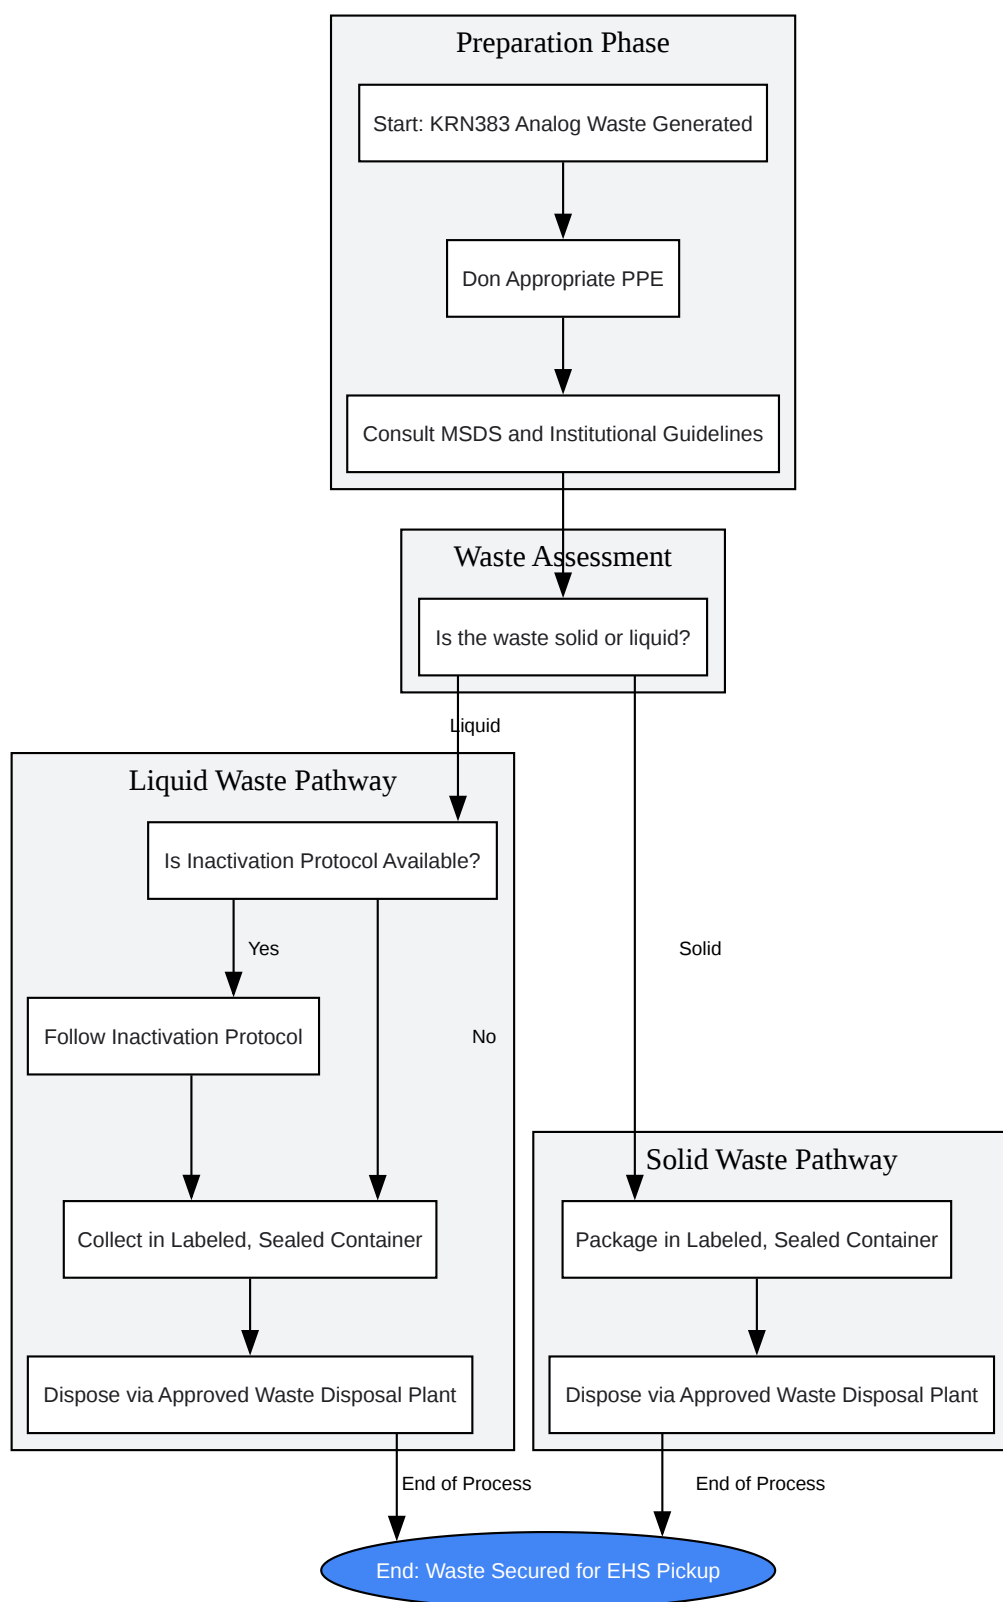 Preparation Phase
Start: KRN383 Analog Waste Generated
Don Appropriate PPE
Consult MSDS and Institutional Guidelines
Waste Assessment
Is the waste solid or liquid?
Liquid
Liquid Waste Pathway
Is Inactivation Protocol Available?
Yes
Solid
Follow Inactivation Protocol
No
Solid Waste Pathway
Collect in Labeled, Sealed Container
Package in Labeled, Sealed Container
Dispose via Approved Waste Disposal Plant
Dispose via Approved Waste Disposal Plant
End of Process
End of Process
End: Waste Secured for EHS Pickup